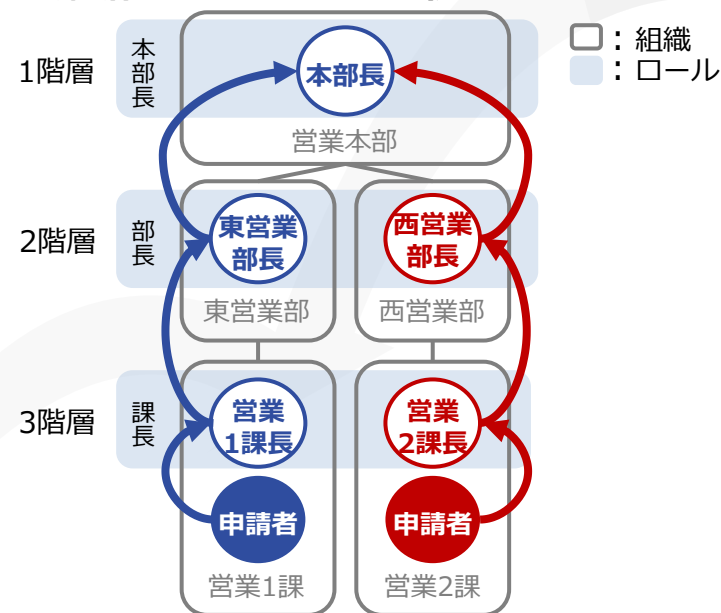 本部長
1階層
本部長
営業本部
:組織
:ロール
2階層
部長
東営業
部長
西営業
部長
東営業部
西営業部
3階層
課長
営業
1課長
営業
2課長
申請者
申請者
営業1課
営業2課